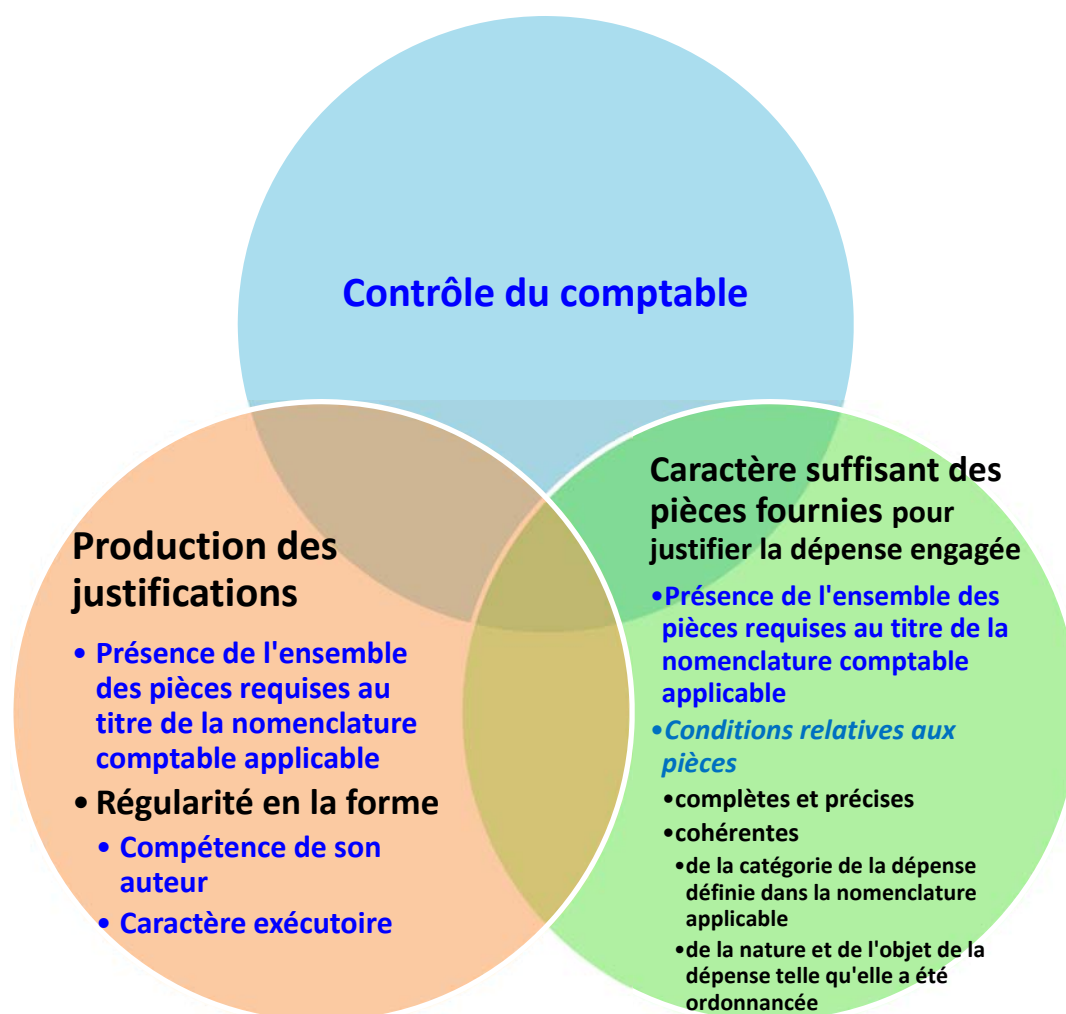 Contrôle du comptable
Production des
justifications
• Présence de l'ensemble
des pièces requises au
titre de la nomenclature
comptable applicable
• Régularité en la forme
• Compétence de son
auteur
• Caractère exécutoire
Caractère suffisant des
pièces fournies pour
justifier la dépense engagée
•Présence de l'ensemble des
pièces requises au titre de la
nomenclature comptable
applicable
•Conditions relatives aux
pièces
•complètes et précises
•cohérentes
•de la catégorie de la dépense
définie dans la nomenclature
applicable
•de la nature et de l'objet de la
dépense telle qu'elle a été
ordonnancée